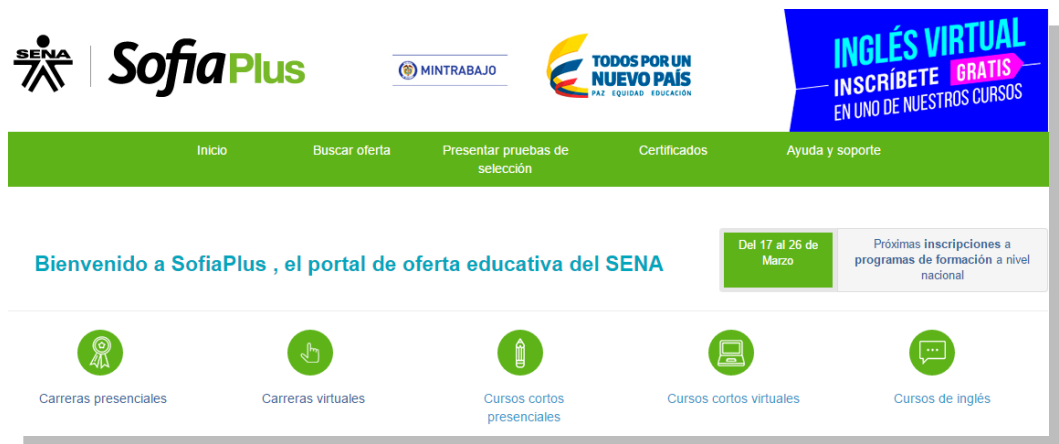 SENA
SofiaPlus
MINTRABAJO
TODOS POR UN
NUEVO PAÍS
PAZ EQUIDAD EDUCACIÓN
INGLÉS VIRTUAL
INSCRÍBETE GRATIS
EN UNO DE NUESTROS CURSOS
Inicio
Buscar oferta
Presentar pruebas de
selección
Certificados
Ayuda y soporte
Bienvenido a SofiaPlus , el portal de oferta educativa del SENA
Del 17 al 26 de
Marzo
Próximas inscripciones a
programas de formación a nivel
nacional
Carreras presenciales
Carreras virtuales
Cursos cortos
presenciales
Cursos cortos virtuales
Cursos de inglés